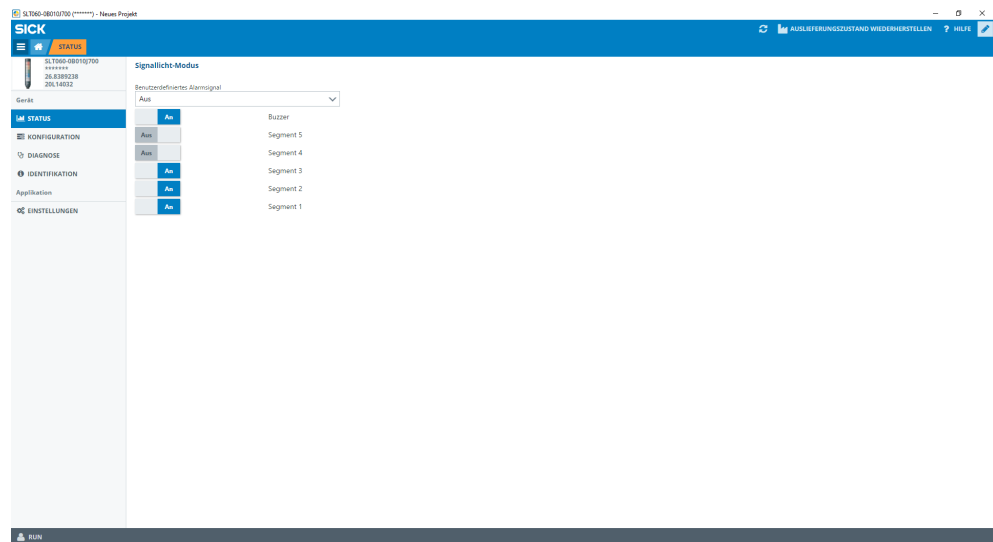 SLT060-0B010J700 (*******) - Neues Projekt
SICK
AUSLIEFERUNGSZUSTAND WIEDERHERSTELLEN
? HILFE
STATUS
SLT060-0B010J700
*******
26.8389238
20L14032
Gerät
STATUS
KONFIGURATION
DIAGNOSE
IDENTIFIKATION
Applikation
EINSTELLUNGEN
Signallicht-Modus
Benutzerdefiniertes Alarmsignal
Aus
An Buzzer
Aus Segment 5
Aus Segment 4
An Segment 3
An Segment 2
An Segment 1
RUN